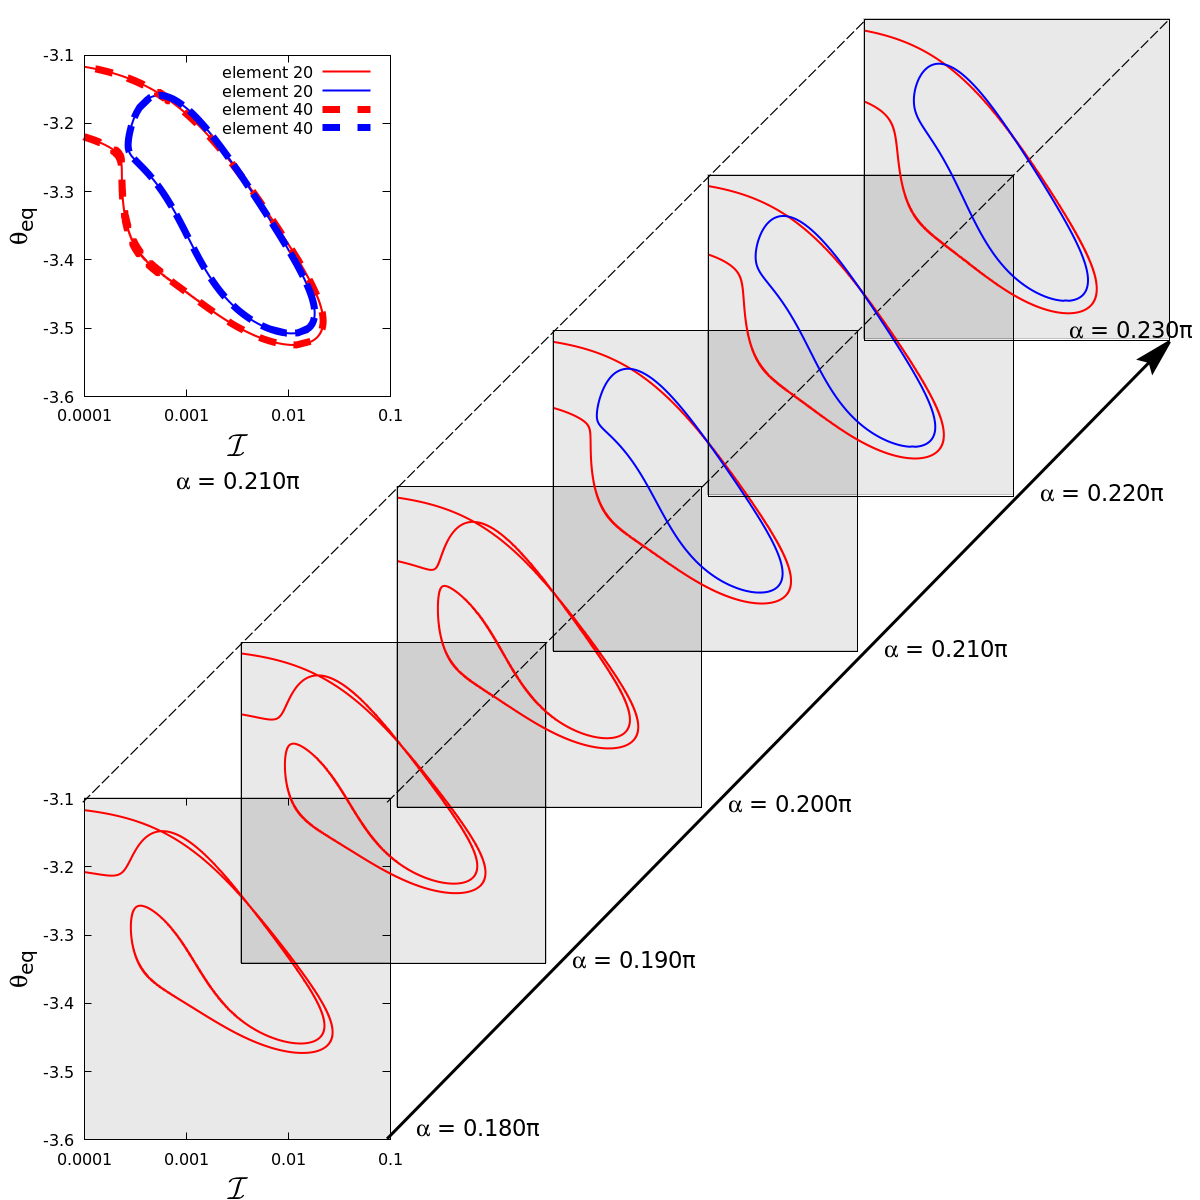 -3.1
-3.2
-3.3
-3.4
-3.5
-3.6
θeq
element 20
element 20
element 40
element 40
0.0001 0.001 0.01 0.1
ℐ
α = 0.210π
α = 0.230π
α = 0.220π
α = 0.210π
α = 0.200π
α = 0.190π
α = 0.180π
-3.1
-3.2
-3.3
-3.4
-3.5
-3.6
θeq
0.0001 0.001 0.01 0.1
ℐ